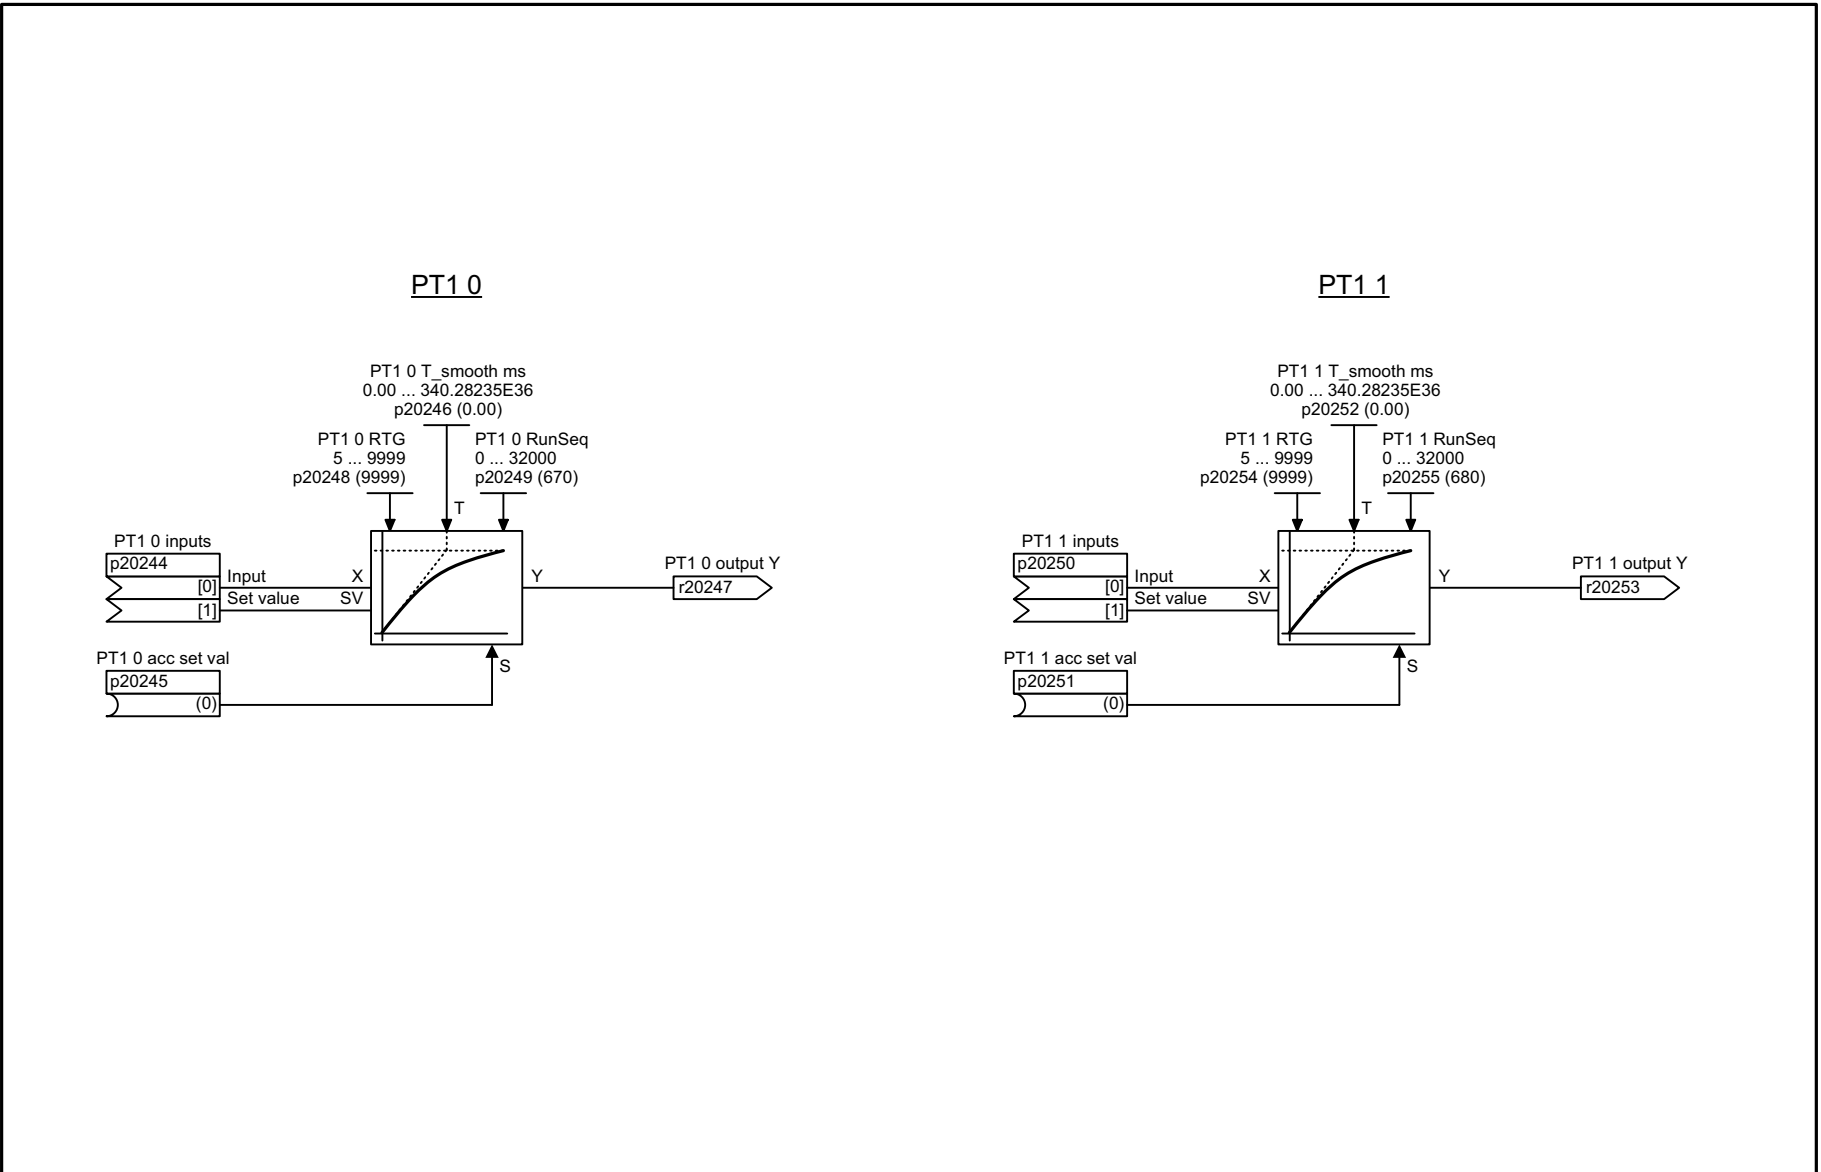 PT1 0
PT1 0 T_smooth ms
0.00 ... 340.28235E36
p20246 (0.00)
PT1 0 RTG
5 ... 9999
p20248 (9999)
PT1 0 RunSeq
0 ... 32000
p20249 (670)
T
PT1 0 inputs
p20244
[0]
[1]
Input
Set value
X
SV
Y
PT1 0 output Y
r20247
PT1 0 acc set val
p20245
(0)
S
PT1 1
PT1 1 T_smooth ms
0.00 ... 340.28235E36
p20252 (0.00)
PT1 1 RTG
5 ... 9999
p20254 (9999)
PT1 1 RunSeq
0 ... 32000
p20255 (680)
T
PT1 1 inputs
p20250
[0]
[1]
Input
Set value
X
SV
Y
PT1 1 output Y
r20253
PT1 1 acc set val
p20251
(0)
S